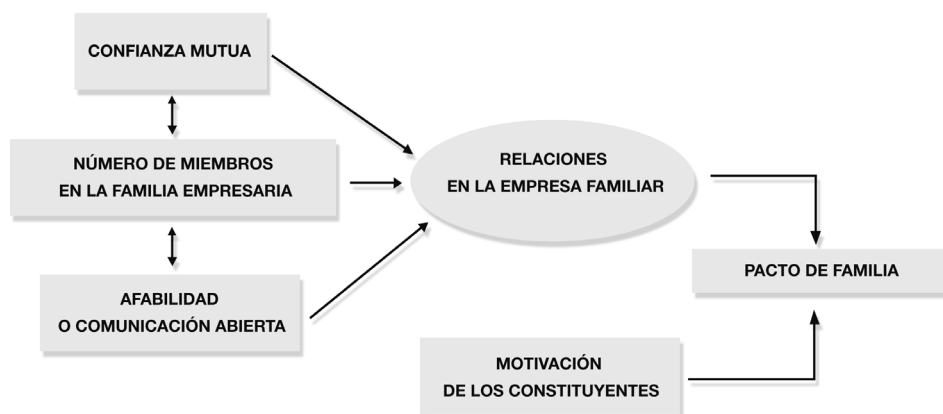 CONFIANZA MUTUA
NÚMERO DE MIEMBROS
EN LA FAMILIA EMPRESARIA
AFABILIDAD
O COMUNICACIÓN ABIERTA
RELACIONES
EN LA EMPRESA FAMILIAR
PACTO DE FAMILIA
MOTIVACIÓN
DE LOS CONSTITUYENTES